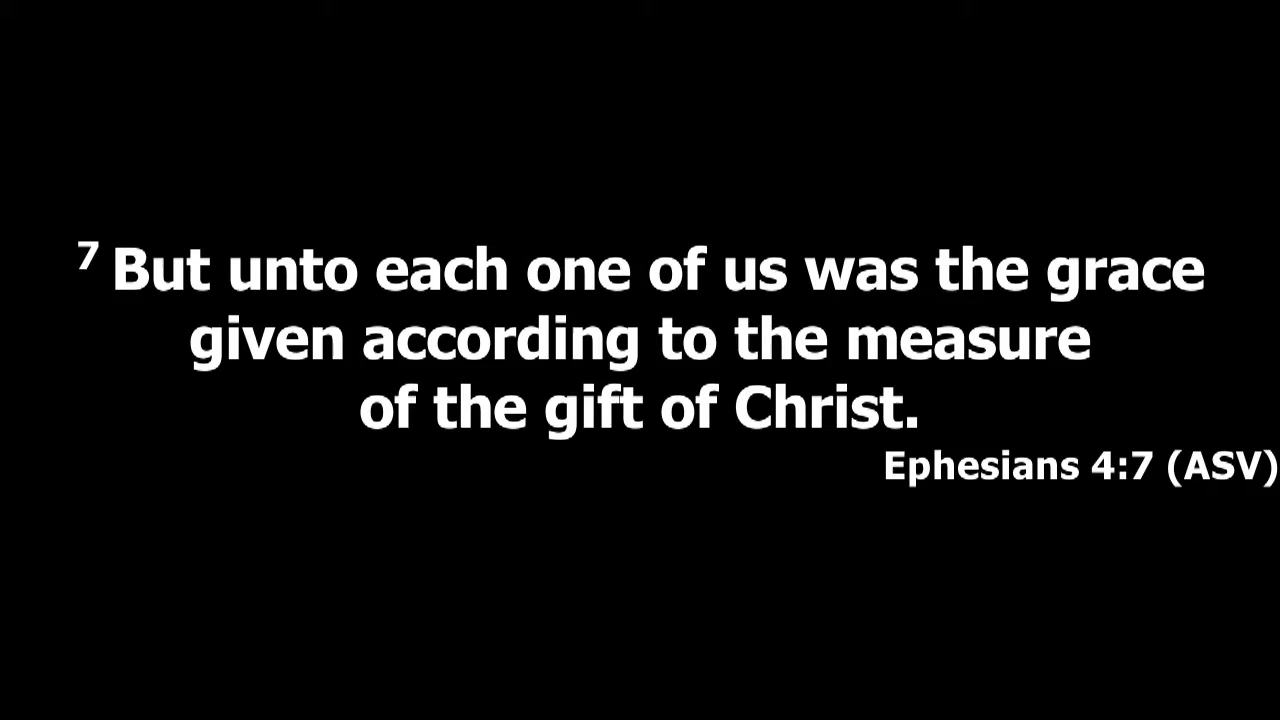 7 But unto each one of us was the grace
given according to the measure
of the gift of Christ.
Ephesians 4:7 (ASV)